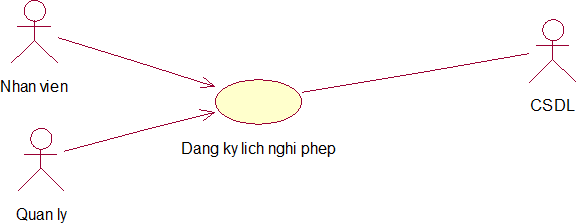 Nhan vien
CSDL
Dang ky lich nghi phep
Quan ly